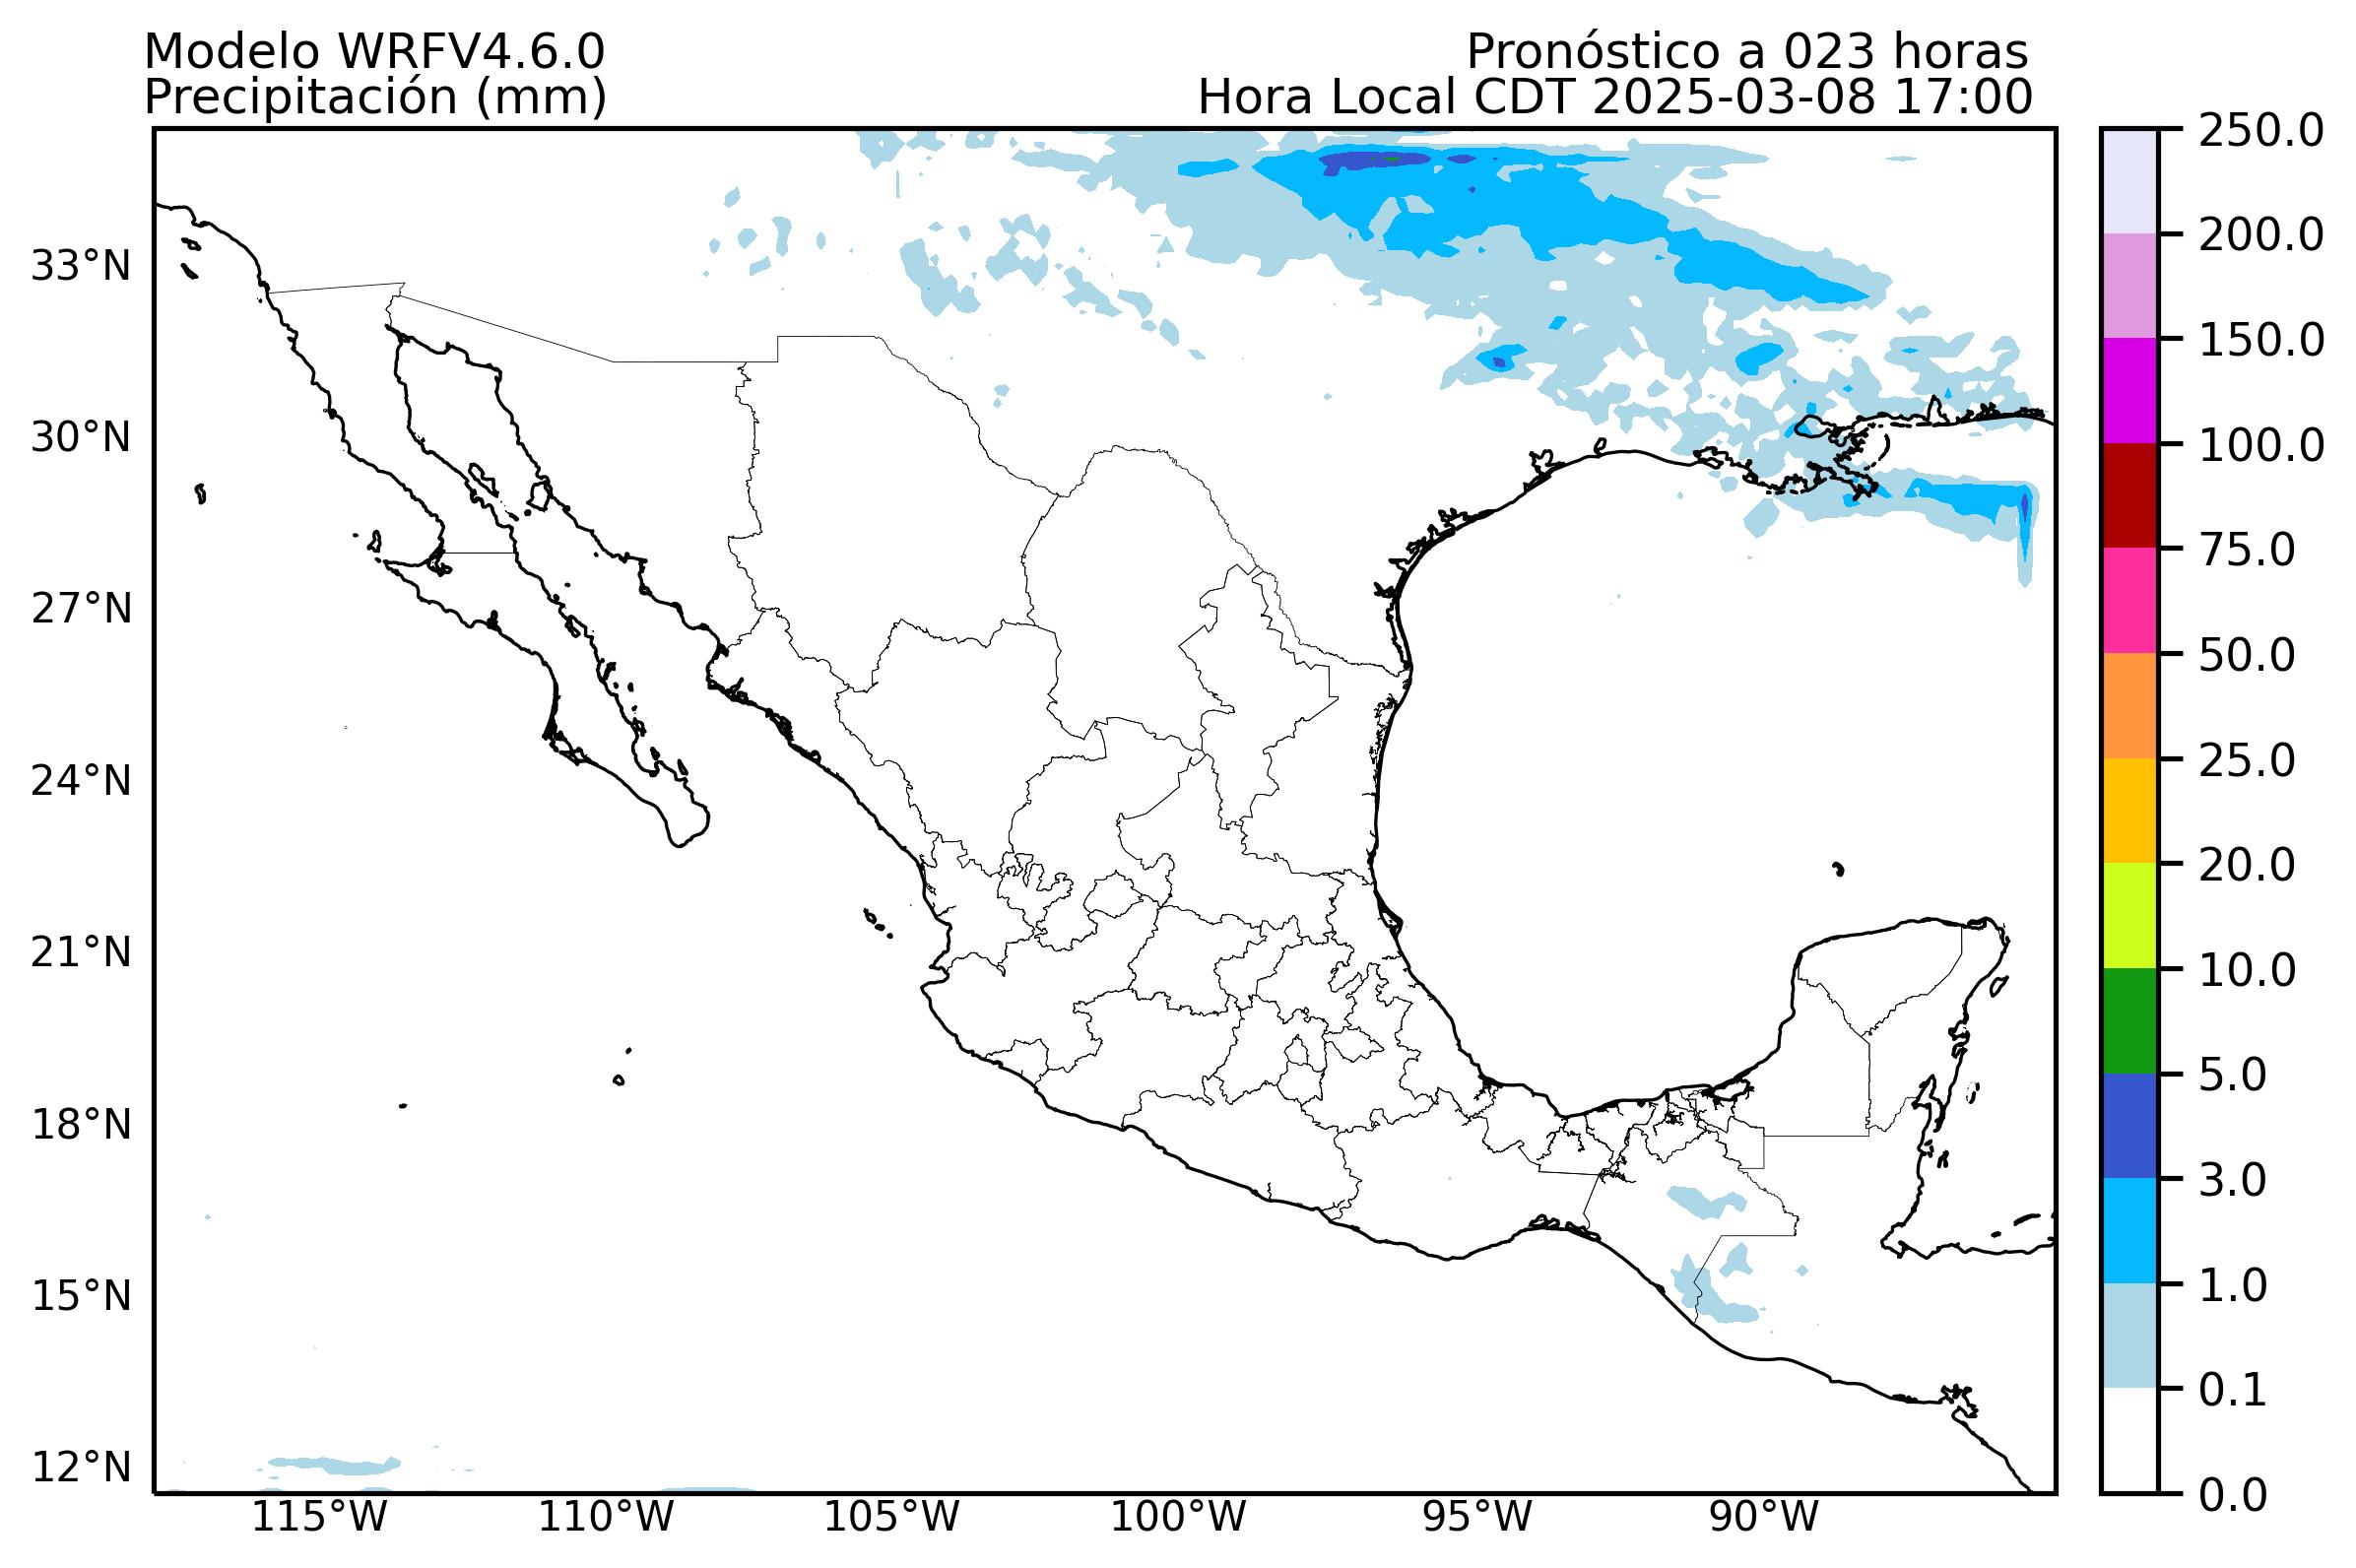 Modelo WRFV4.6.0
Pronóstico a 023 horas
Precipitación (mm)
Hora Local CDT 2025-03-08 17:00
250.0
200.0
150.0
100.0
75.0
50.0
25.0
20.0
10.0
5.0
3.0
1.0
0.1
0.0
33°N
30°N
27°N
24°N
21°N
18°N
15°N
12°N
115°W
110°W
105°W
100°W
95°W
90°W